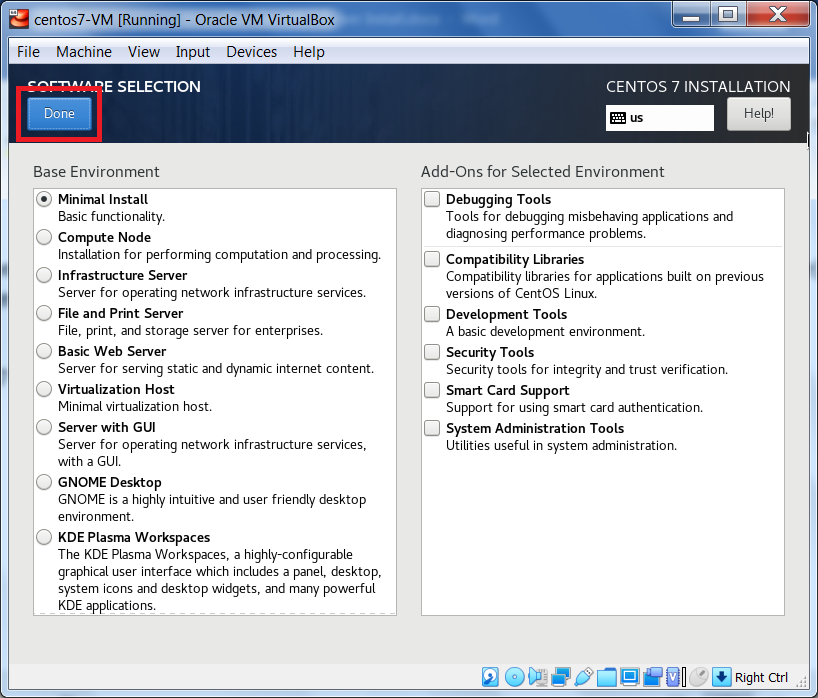 centos7-VM [Running] - Oracle VM VirtualBox
File Machine View Input Devices Help
SOFTWARE SELECTION
CENTOS 7 INSTALLATION
Done
us
Help!
Base Environment
Minimal Install
Basic functionality.
Compute Node
Installation for performing computation and processing.
Infrastructure Server
Server for operating network infrastructure services.
File and Print Server
File, print, and storage server for enterprises.
Basic Web Server
Server for serving static and dynamic internet content.
Virtualization Host
Minimal virtualization host.
Server with GUI
Server for operating network infrastructure services,
with a GUI.
GNOME Desktop
GNOME is a highly intuitive and user friendly desktop
environment.
KDE Plasma Workspaces
The KDE Plasma Workspaces, a highly-configurable
graphical user interface which includes a panel, desktop,
system icons and desktop widgets, and many powerful
KDE applications.
Add-Ons for Selected Environment
Debugging Tools
Tools for debugging misbehaving applications and
diagnosing performance problems.
Compatibility Libraries
Compatibility libraries for applications built on previous
versions of CentOS Linux.
Development Tools
A basic development environment.
Security Tools
Security tools for integrity and trust verification.
Smart Card Support
Support for using smart card authentication.
System Administration Tools
Utilities useful in system administration.
Right Ctrl